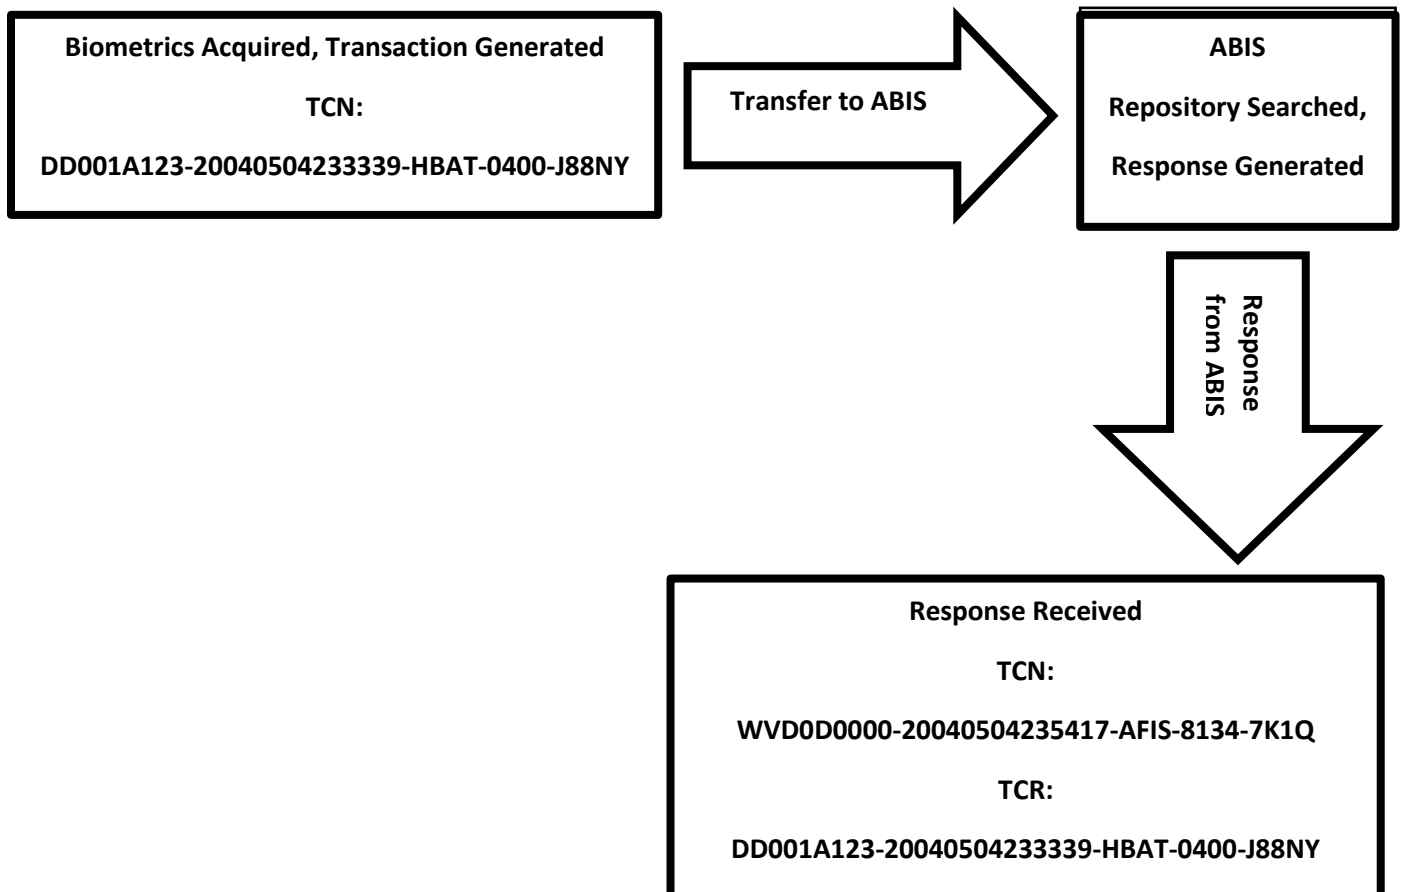 Biometrics Acquired, Transaction Generated
TCN:
DD001A123-20040504233339-HBAT-0400-J88NY
Transfer to ABIS
ABIS
Repository Searched,
Response Generated
Response
from ABIS
Response Received
TCN:
WVD0D0000-20040504235417-AFIS-8134-7K1Q
TCR:
DD001A123-20040504233339-HBAT-0400-J88NY